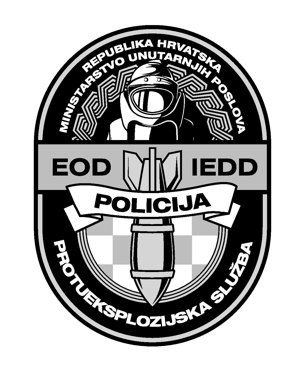 REPUBLIKA HRVATSKA
MINISTARSTVO UNUTARNJIH POSLOVA
EOD IEDD
POLICIJA
PROTUEKSPLOZIJSKA SLUŽBA